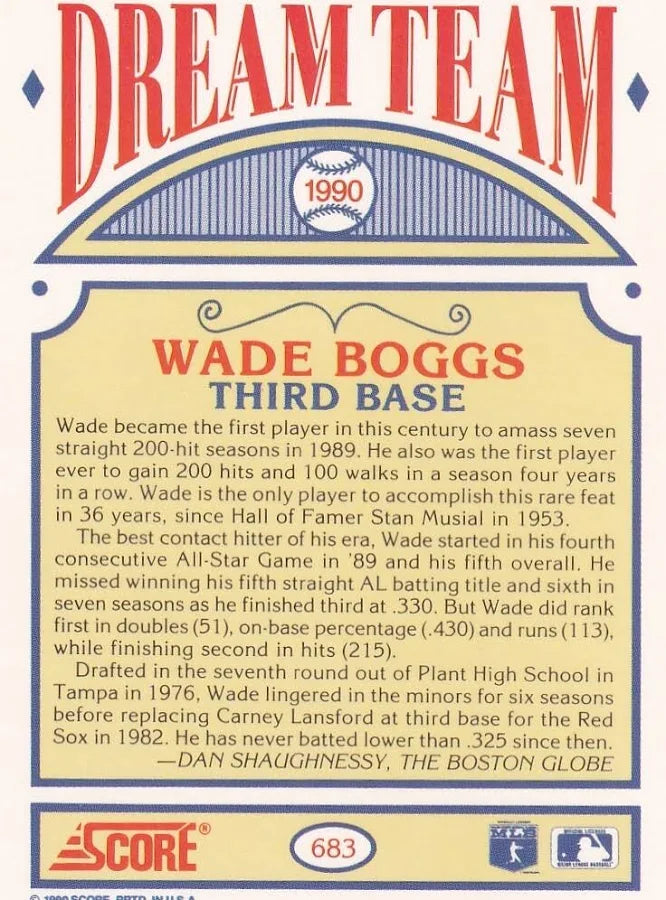 DREAM TEAM
1990
WADE BOGGS
THIRD BASE
Wade became the first player in this century to amass seven
straight 200-hit seasons in 1989. He also was the first player
ever to gain 200 hits and 100 walks in a season four years
in a row. Wade is the only player to accomplish this rare feat
in 36 years, since Hall of Famer Stan Musial in 1953.
The best contact hitter of his era, Wade started in his fourth
consecutive All-Star Game in '89 and his fifth overall. He
missed winning his fifth straight AL batting title and sixth in
seven seasons as he finished third at .330. But Wade did rank
first in doubles (51), on-base percentage (.430) and runs (113),
while finishing second in hits (215).
Drafted in the seventh round out of Plant High School in
Tampa in 1976, Wade lingered in the minors for six seasons
before replacing Carney Lansford at third base for the Red
Sox in 1982. He has never batted lower than .325 since then.
—DAN SHAUGHNESSY, THE BOSTON GLOBE
SCORE®
683
MLB
© 1990 SCORE, PRTD. IN U.S.A.